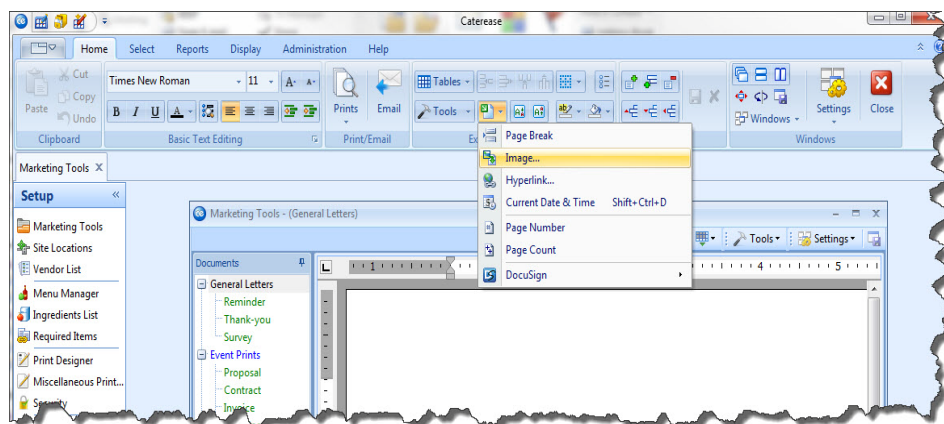 Caterease
Home Select Reports Display Administration Help
Cut
Copy
Undo
Paste
Clipboard
Times New Roman 11 A A
B I U A
Basic Text Editing
Prints Email
Print/Email
Tables
Tools
Ex
Windows
Settings Close
Windows
Page Break
Image...
Hyperlink...
Current Date & Time Shift+Ctrl+D
Page Number
Page Count
DocuSign
Marketing Tools X
Setup «
Marketing Tools
Site Locations
Vendor List
Menu Manager
Ingredients List
Required Items
Print Designer
Miscellaneous Print...
Security
Marketing Tools - (General Letters)
Tools Settings
Documents
General Letters
Reminder
Thank-you
Survey
Event Prints
Proposal
Contract
Invoice
L 1 4 5